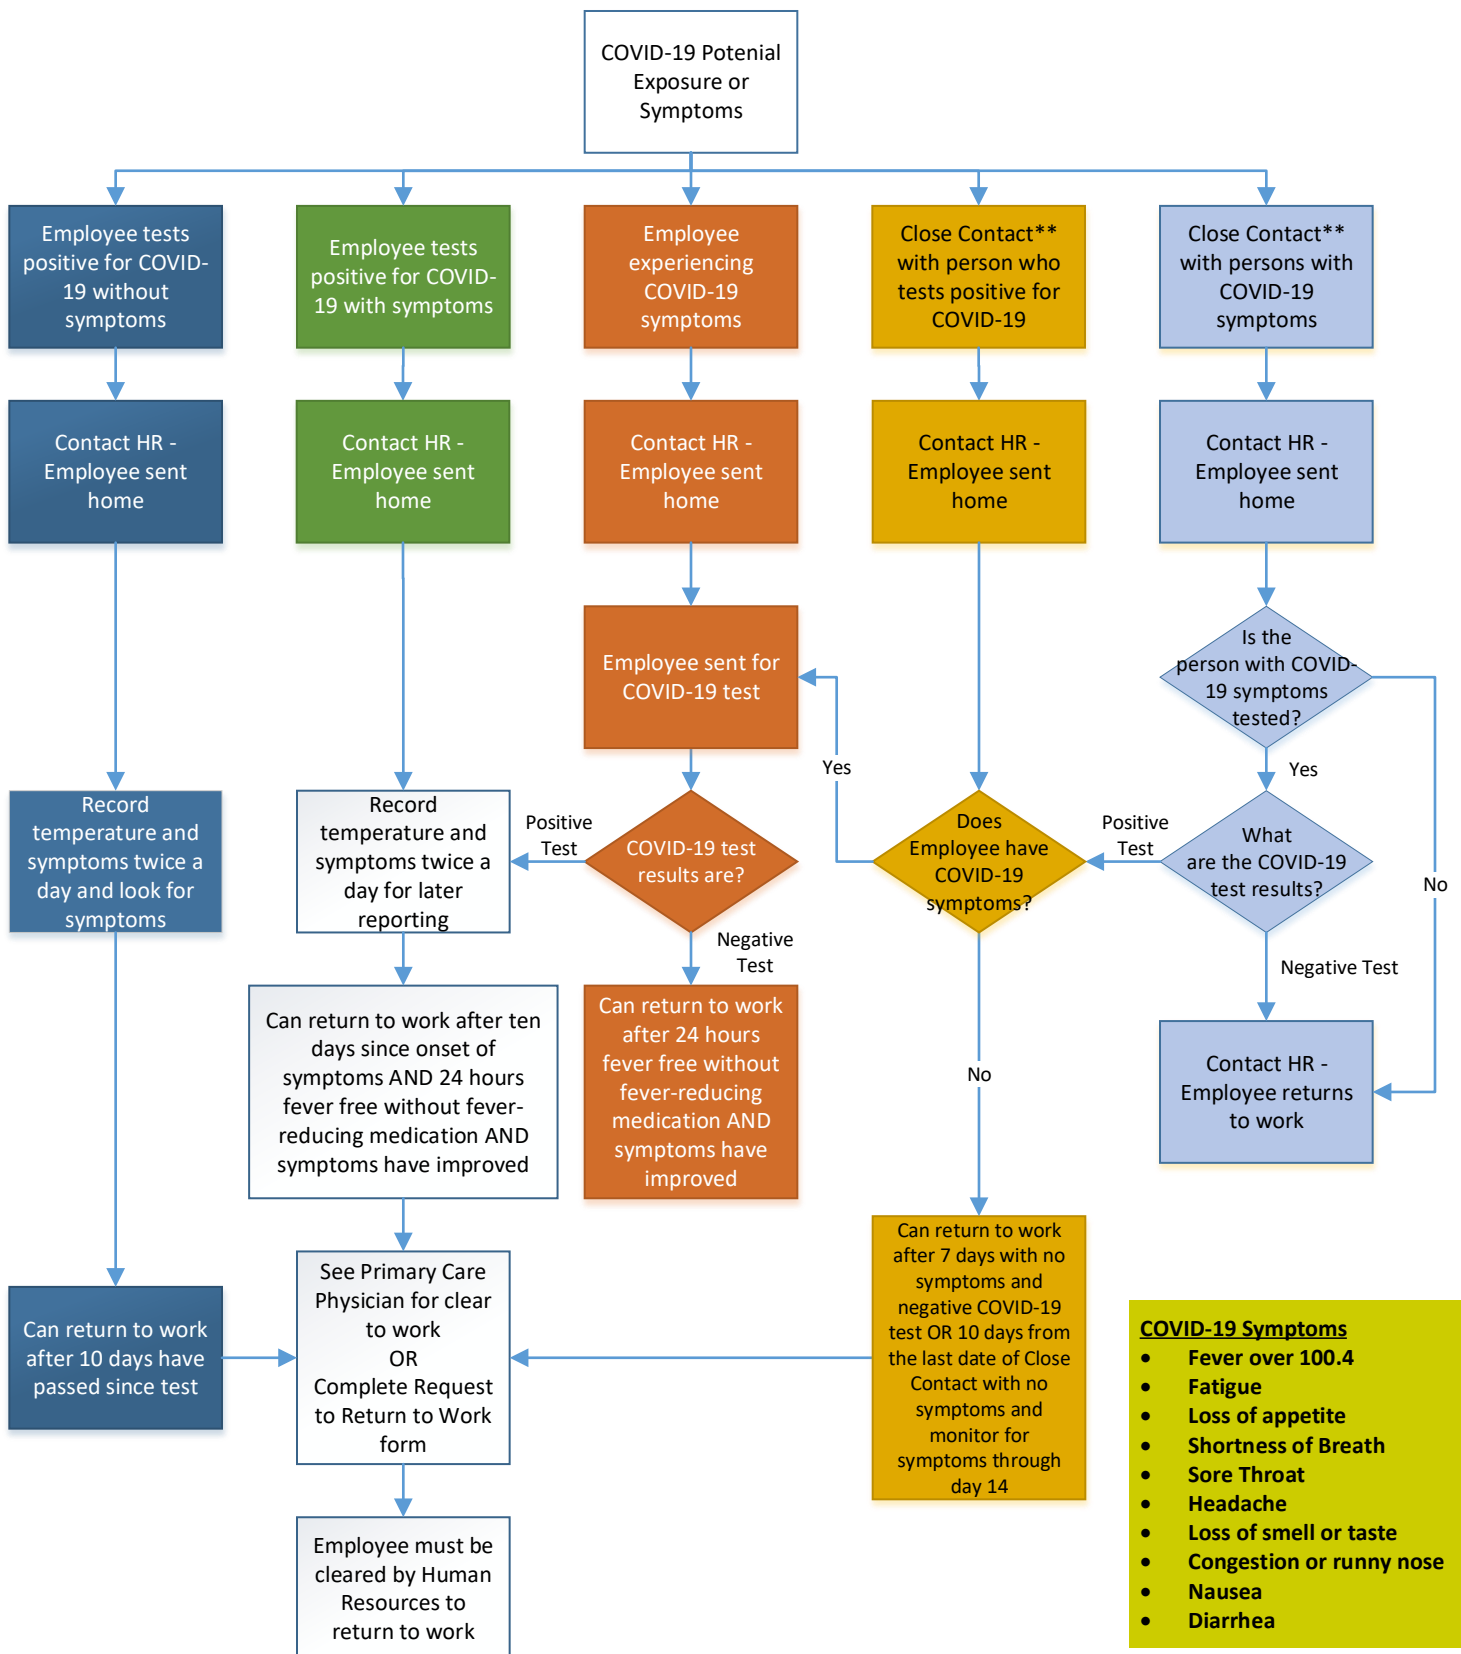 COVID-19 Potenial
Exposure or
Symptoms
Employee tests
positive for COVID-
19 without
symptoms
Employee tests
positive for COVID-
19 with symptoms
Employee
experiencing
COVID-19
symptoms
Close Contact**
with person who
tests positive for
COVID-19
Close Contact**
with persons with
COVID-19
symptoms
Contact HR -
Employee sent
home
Contact HR -
Employee sent
home
Contact HR -
Employee sent
home
Contact HR -
Employee sent
home
Contact HR -
Employee sent
home
Employee sent for
COVID-19 test
Is the
person with COVID-
19 symptoms
tested?
Yes
Yes
No
Record
temperature and
symptoms twice a
day and look for
symptoms
Record
temperature and
symptoms twice a
day for later
reporting
Positive
Test
COVID-19 test
results are?
Does
Employee have
COVID-19
symptoms?
Positive
Test
What
are the COVID-19
test results?
Negative
Test
Negative Test
No
Can return to work after ten
days since onset of
symptoms AND 24 hours
fever free without fever-
reducing medication AND
symptoms have improved
Can return to work
after 24 hours
fever free without
fever-reducing
medication AND
symptoms have
improved
Contact HR -
Employee returns
to work
Can return to work
after 10 days have
passed since test
See Primary Care
Physician for clear
to work
OR
Complete Request
to Return to Work
form
Can return to work
after 7 days with no
symptoms and
negative COVID-19
test OR 10 days from
the last date of Close
Contact with no
symptoms and
monitor for
symptoms through
day 14
Employee must be
cleared by Human
Resources to
return to work
COVID-19 Symptoms
• Fever over 100.4
• Fatigue
• Loss of appetite
• Shortness of Breath
• Sore Throat
• Headache
• Loss of smell or taste
• Congestion or runny nose
• Nausea
• Diarrhea